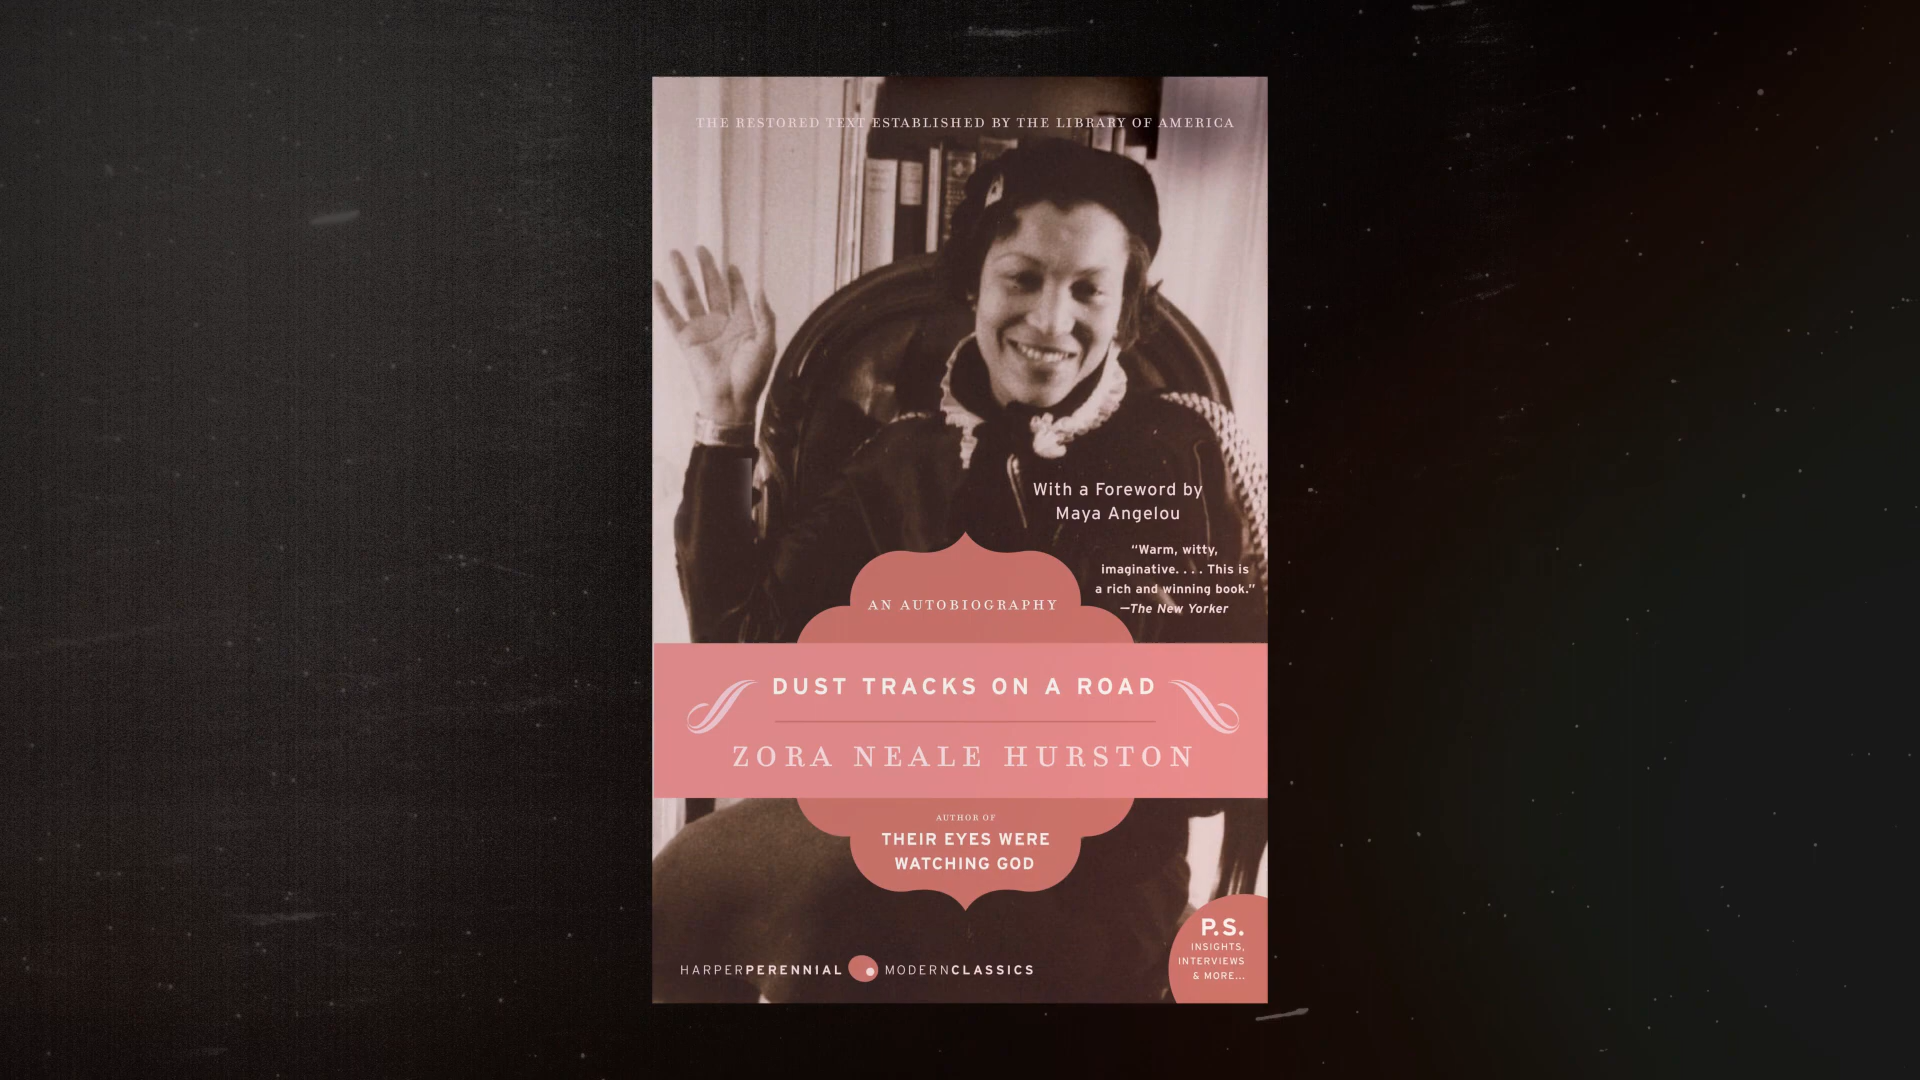 THE RESTORED TEXT ESTABLISHED BY THE LIBRARY OF AMERICA
With a Foreword by
Maya Angelou
“Warm, witty,
imaginative. . . . This is
a rich and winning book.”
—The New Yorker
AN AUTOBIOGRAPHY
DUST TRACKS ON A ROAD
ZORA NEALE HURSTON
AUTHOR OF
THEIR EYES WERE
WATCHING GOD
HARPERPERENNIAL MODERNCLASSICS
P.S.
INSIGHTS,
INTERVIEWS
& MORE...